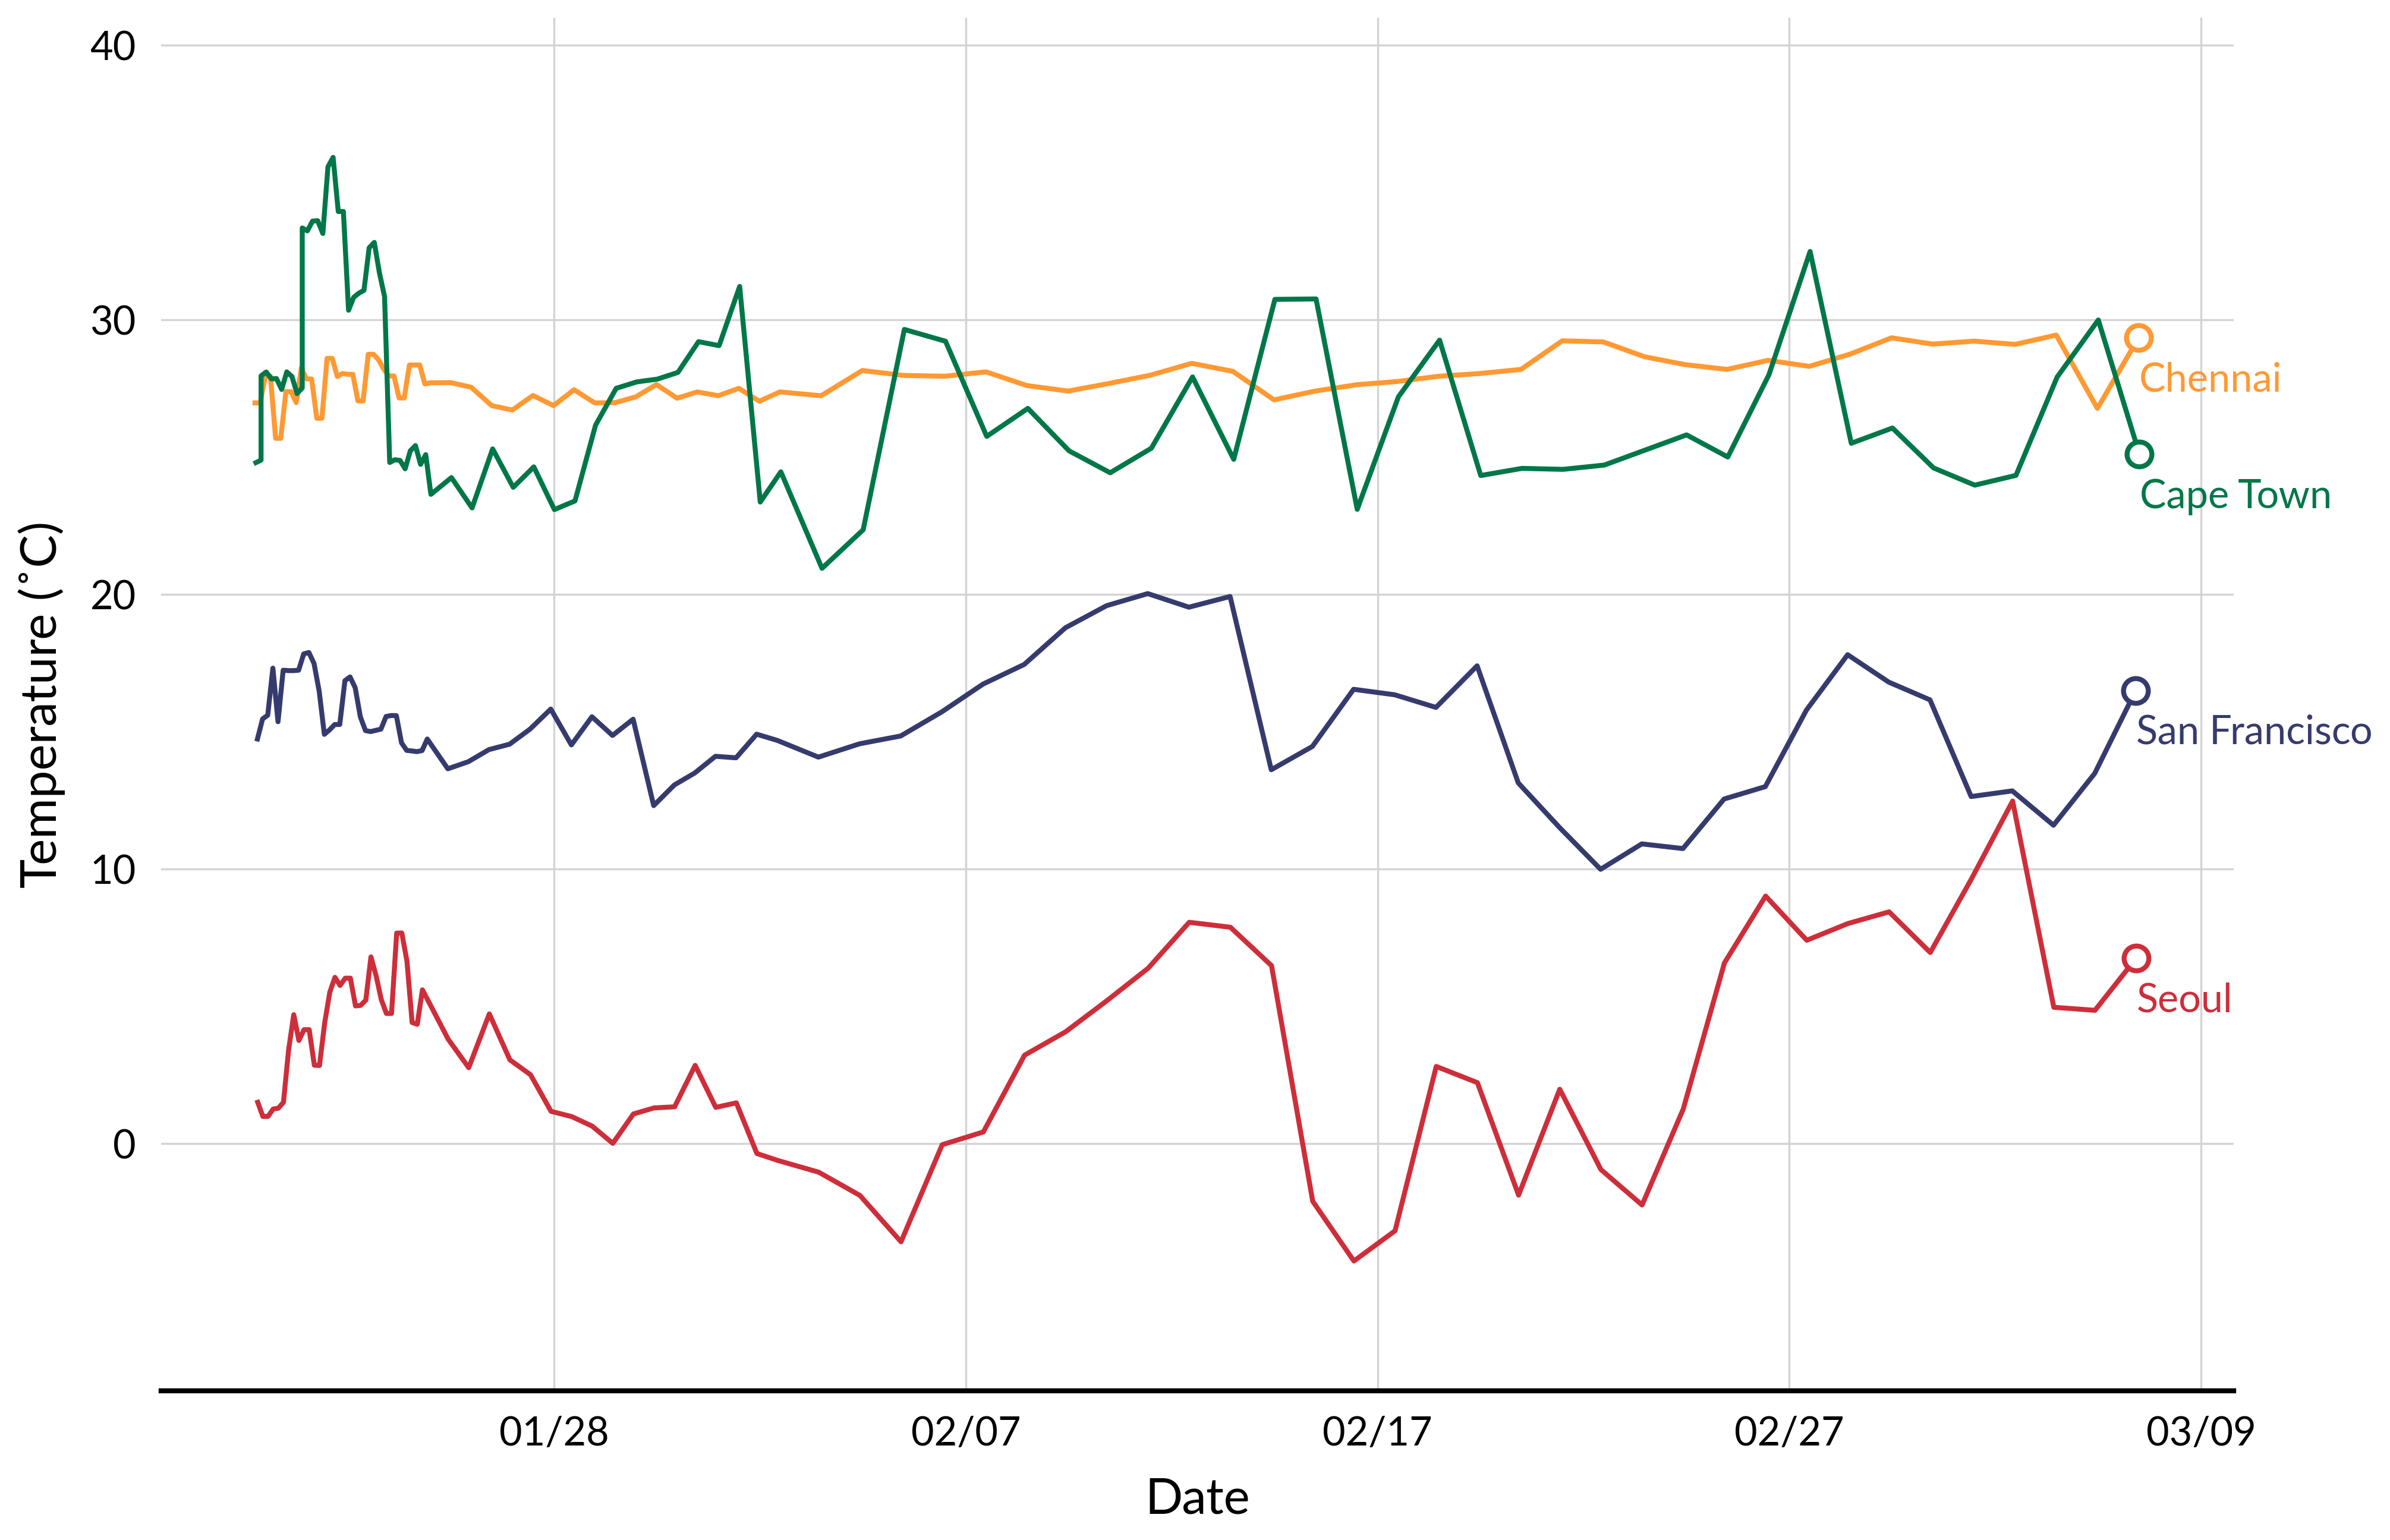 40
30
20
10
0
Temperature (˚C)
Chennai
Cape Town
San Francisco
Seoul
01/28
02/07
02/17
02/27
03/09
Date